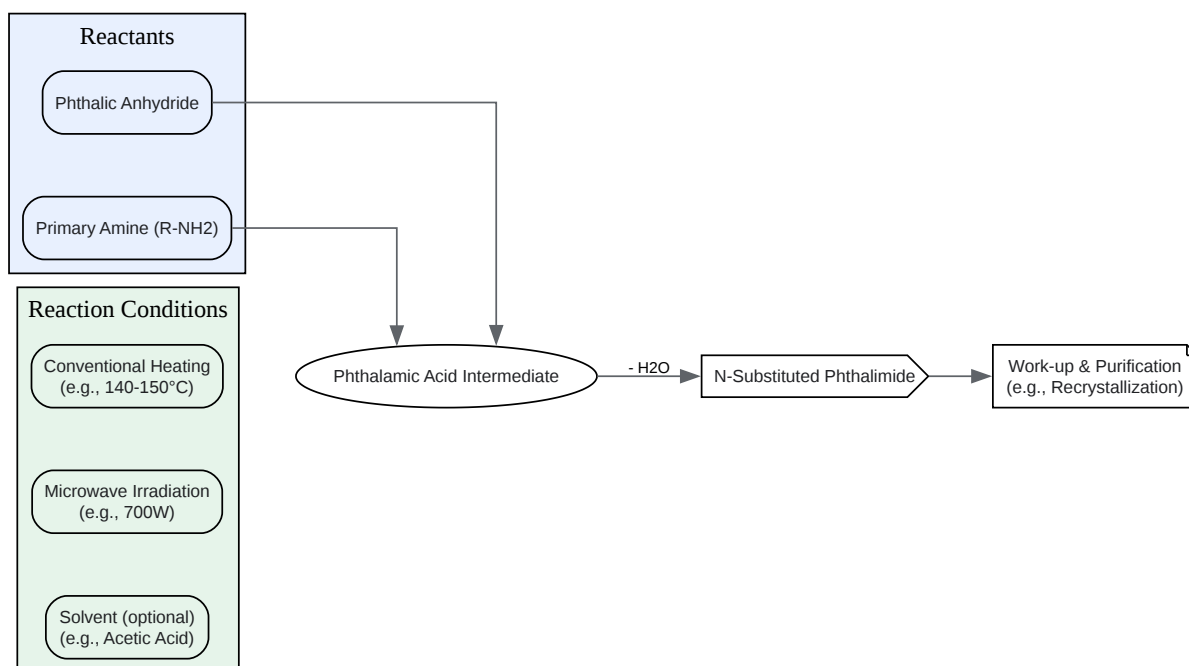 Reactants
Phthalic Anhydride
Primary Amine (R-NH2)
Reaction Conditions
Conventional Heating
(e.g., 140-150°C)
Microwave Irradiation
(e.g., 700W)
Solvent (optional)
(e.g., Acetic Acid)
Phthalamic Acid Intermediate
- H2O
N-Substituted Phthalimide
Work-up & Purification
(e.g., Recrystallization)